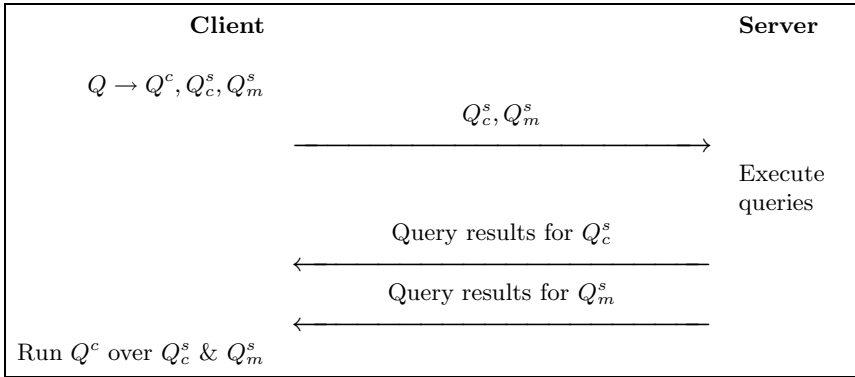 Client Server
Q → Q^c, Q^s_c, Q^s_m
Q^s_c, Q^s_m
Execute
queries
Query results for Q^s_c
Query results for Q^s_m
Run Q^c over Q^s_c & Q^s_m